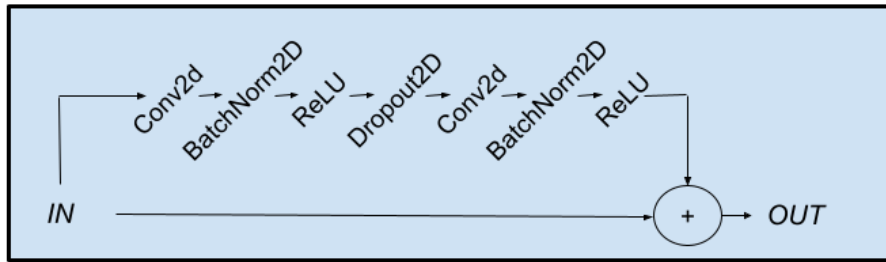 Conv2d
BatchNorm2D
ReLU
Dropout2D
Conv2d
BatchNorm2D
ReLU
IN
+
OUT